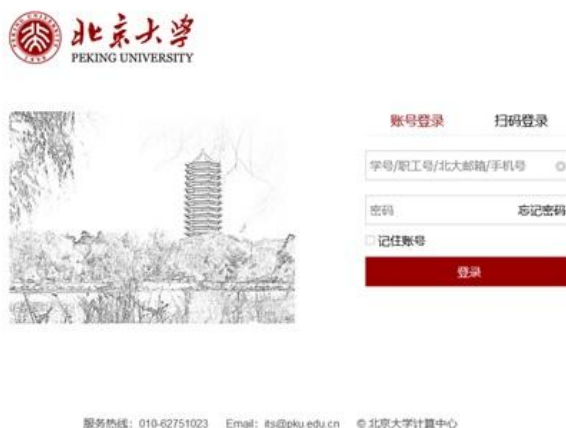 北京大学
PEKING UNIVERSITY
账号登录 扫码登录
学号/职工号/北大邮箱/手机号
密码 忘记密码
记住账号
登录
服务热线：010-62751023 Email: its@pku.edu.cn © 北京大学计算中心